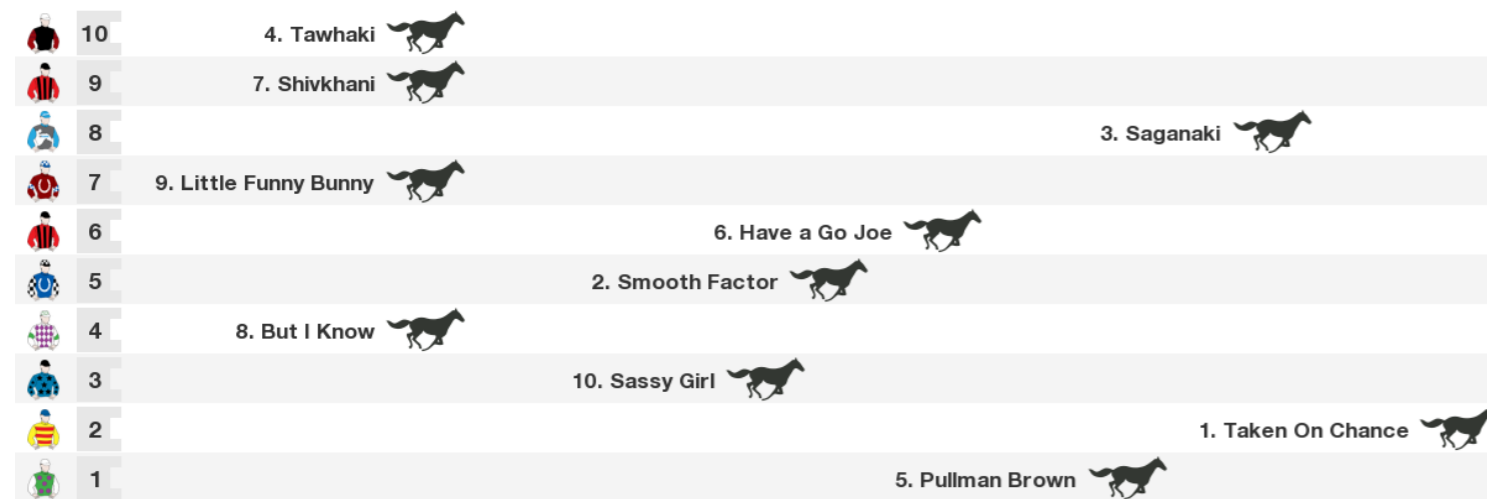 10 4. Tawhaki
9 7. Shivkhani
8 3. Saganaki
7 9. Little Funny Bunny
6 6. Have a Go Joe
5 2. Smooth Factor
4 8. But I Know
3 10. Sassy Girl
2 1. Taken On Chance
1 5. Pullman Brown